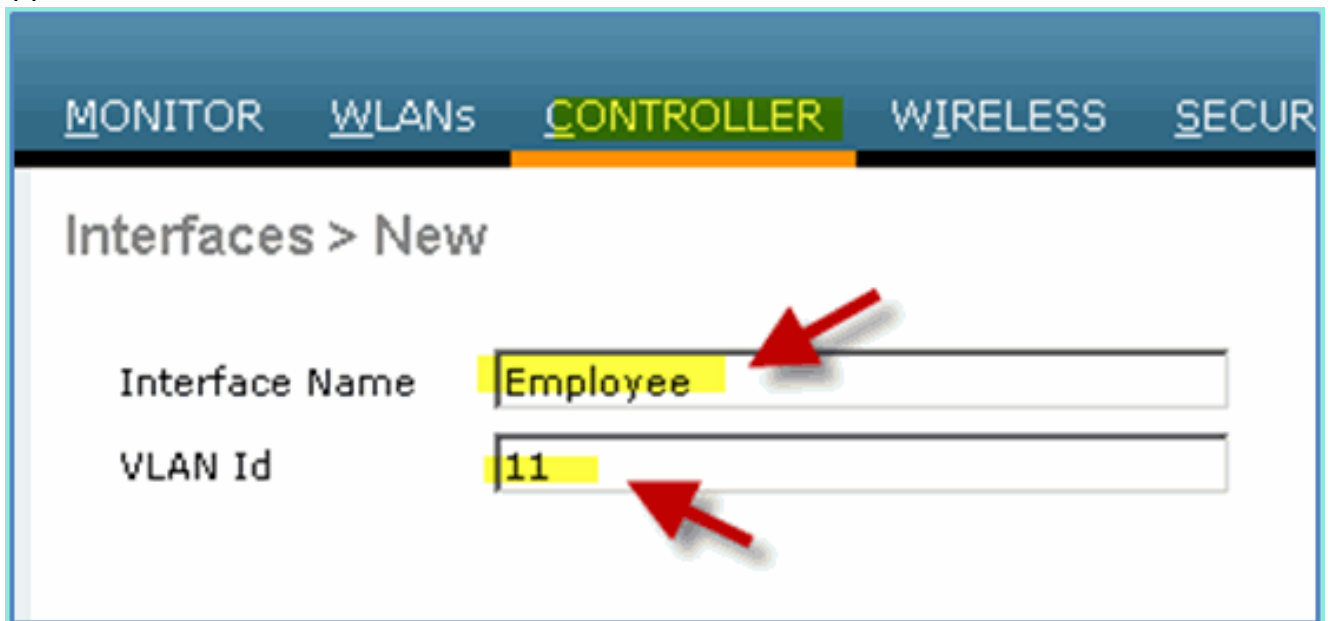 MONITOR WLANs CONTROLLER WIRELESS SECUR
Interfaces > New
Interface Name Employee
VLAN Id 11